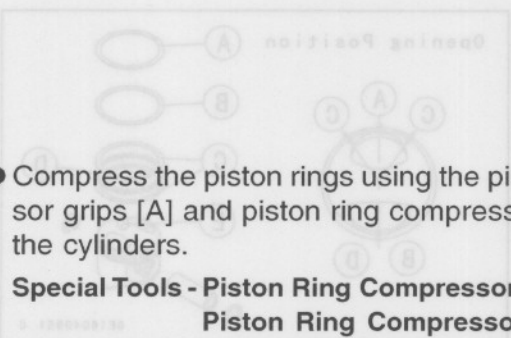 Opening Position
A
B
C
D
C A C
D B
● Compress the piston rings using the pi
sor grips [A] and piston ring compress
the cylinders.
Special Tools - Piston Ring Compressor
Piston Ring Compresso